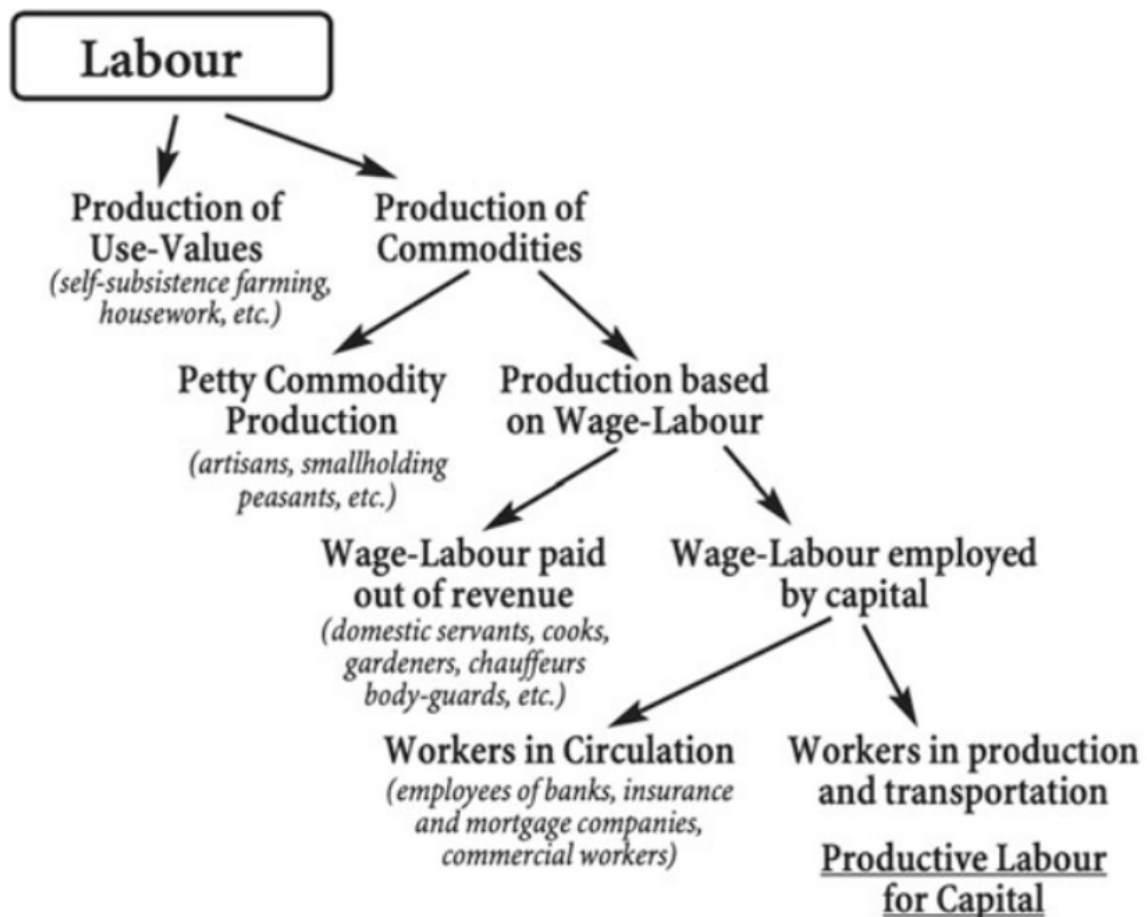 Labour
Production of
Use-Values
(self-subsistence farming,
housework, etc.)
Production of
Commodities
Petty Commodity
Production
(artisans, smallholding
peasants, etc.)
Production based
on Wage-Labour
Wage-Labour paid
out of revenue
(domestic servants, cooks,
gardeners, chauffeurs
body-guards, etc.)
Wage-Labour employed
by capital
Workers in Circulation
(employees of banks, insurance
and mortgage companies,
commercial workers)
Workers in production
and transportation
Productive Labour
for Capital